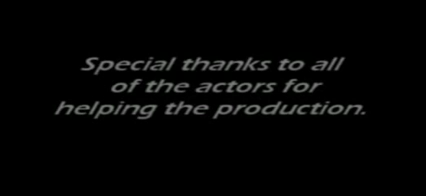 Special thanks to all
of the actors for
helping the production.